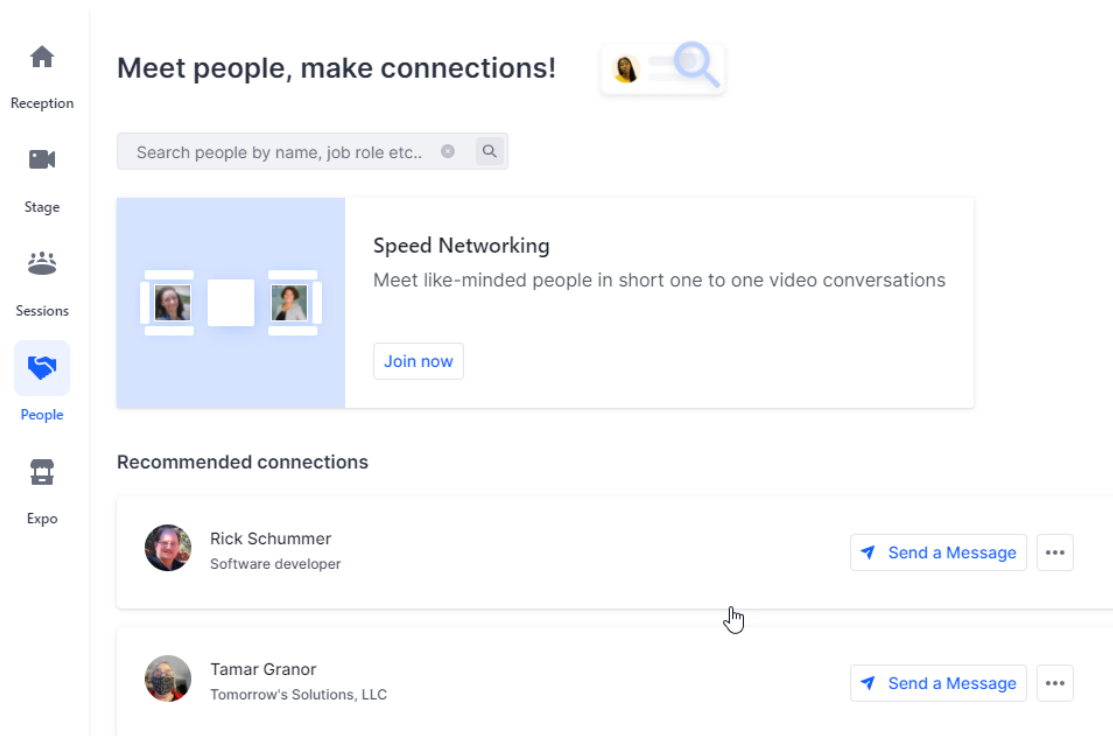 Meet people, make connections!
Reception
Search people by name, job role etc..
Stage
Speed Networking
Meet like-minded people in short one to one video conversations
Sessions
Join now
People
Recommended connections
Expo
Rick Schummer
Software developer
Send a Message
Tamar Granor
Tomorrow's Solutions, LLC
Send a Message